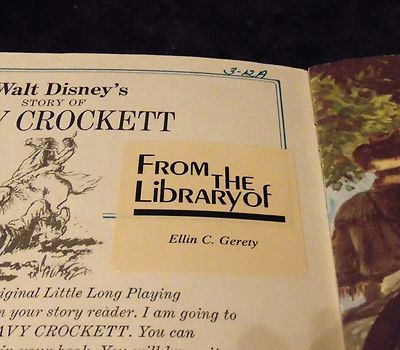 3-12A
Walt Disney's
STORY OF
Y CROCKETT
FROM
THE
LIBRARY of
Ellin C. Gerety
iginal Little Long Playing
n your story reader. I am going to
AVY CROCKETT. You can